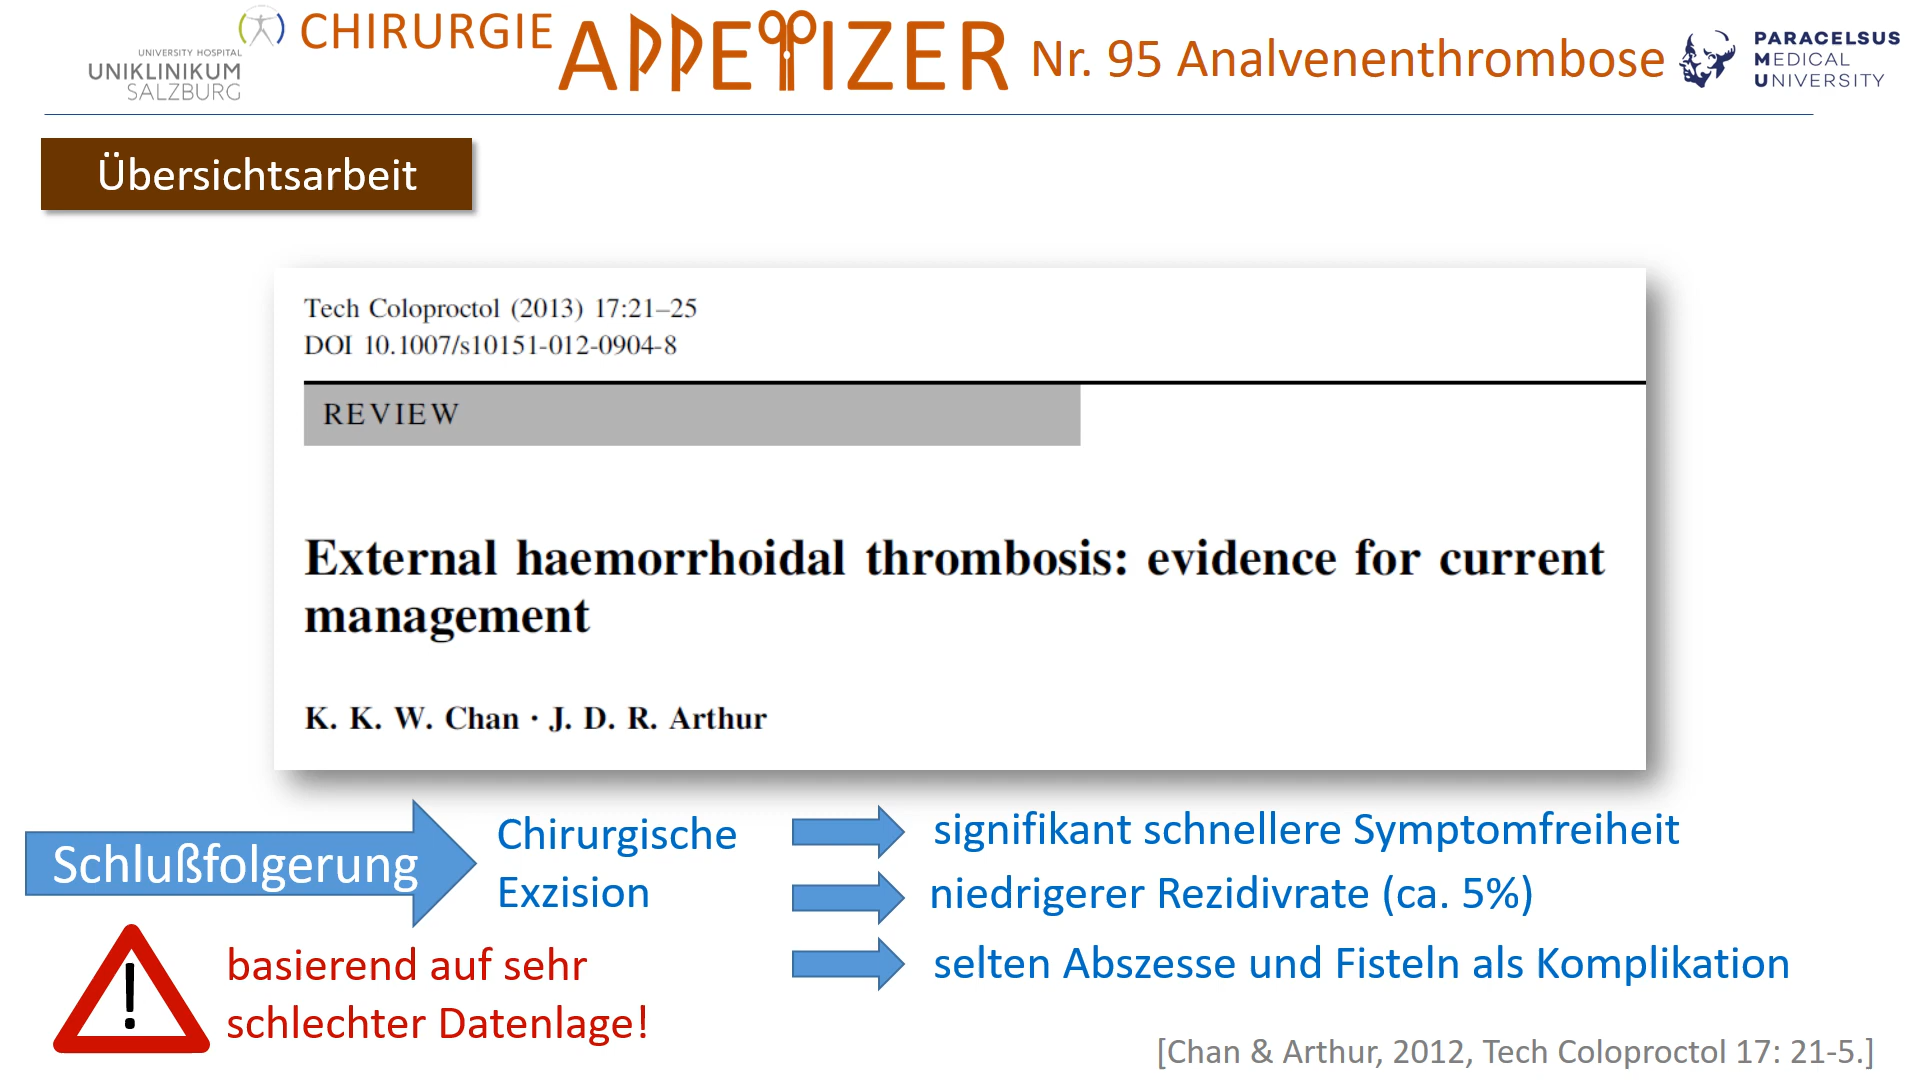 UNIVERSITY HOSPITAL
UNIKLINIKUM
SALZBURG
CHIRURGIE APPETIZER Nr. 95 Analvenenthrombose
PARACELSUS
MEDICAL
UNIVERSITY
Übersichtsarbeit
Tech Coloproctol (2013) 17:21–25
DOI 10.1007/s10151-012-0904-8
REVIEW
External haemorrhoidal thrombosis: evidence for current
management
K. K. W. Chan · J. D. R. Arthur
Schlußfolgerung
Chirurgische
Exzision
signifikant schnellere Symptomfreiheit
niedrigerer Rezidivrate (ca. 5%)
selten Abszesse und Fisteln als Komplikation
!
basierend auf sehr
schlechter Datenlage!
[Chan & Arthur, 2012, Tech Coloproctol 17: 21-5.]